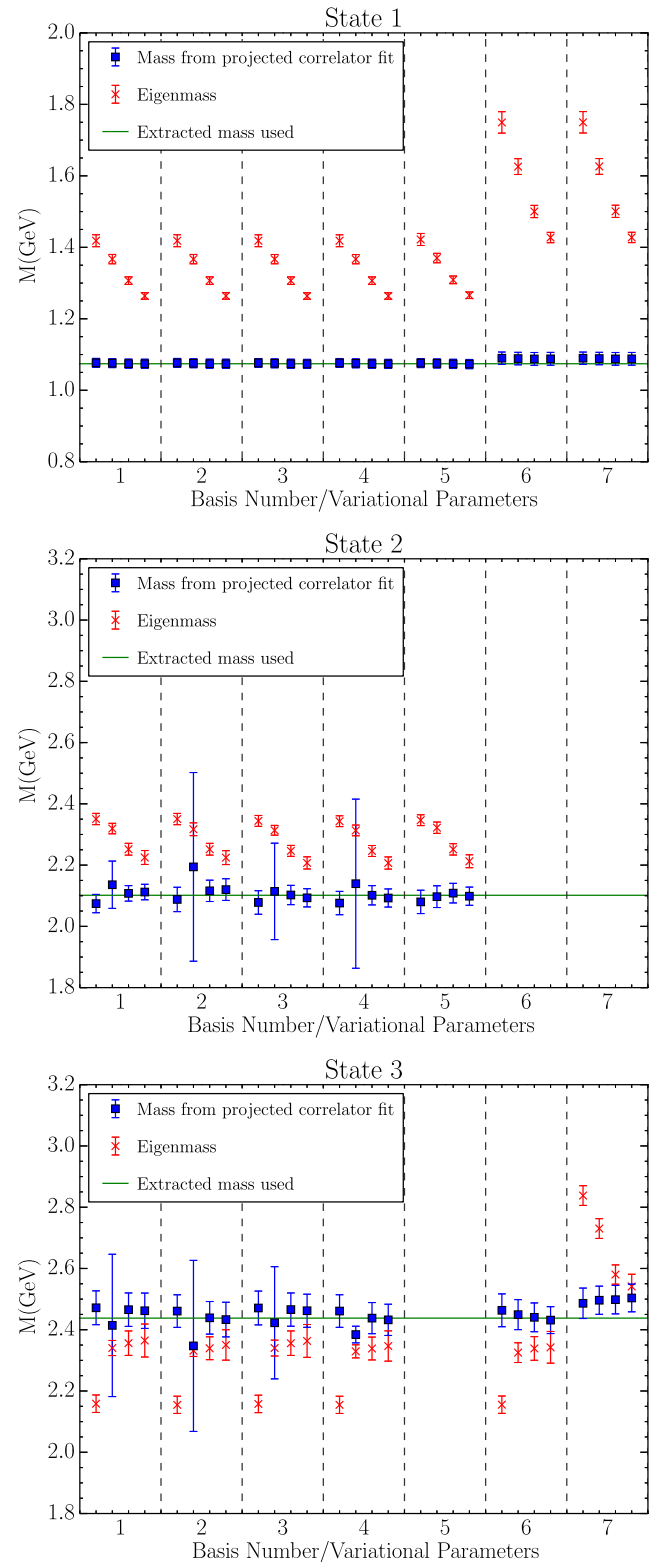 State 1
2.0
Mass from projected correlator fit
1.8
Eigenmass
Extracted mass used
1.6
M(GeV)
1.4
1.2
1.0
0.8
1 2 3 4 5 6 7
Basis Number/Variational Parameters
State 2
3.2
Mass from projected correlator fit
3.0
Eigenmass
Extracted mass used
2.8
2.6
M(GeV)
2.4
2.2
2.0
1.8
1 2 3 4 5 6 7
Basis Number/Variational Parameters
State 3
3.2
Mass from projected correlator fit
3.0
Eigenmass
Extracted mass used
2.8
2.6
M(GeV)
2.4
2.2
2.0
1.8
1 2 3 4 5 6 7
Basis Number/Variational Parameters